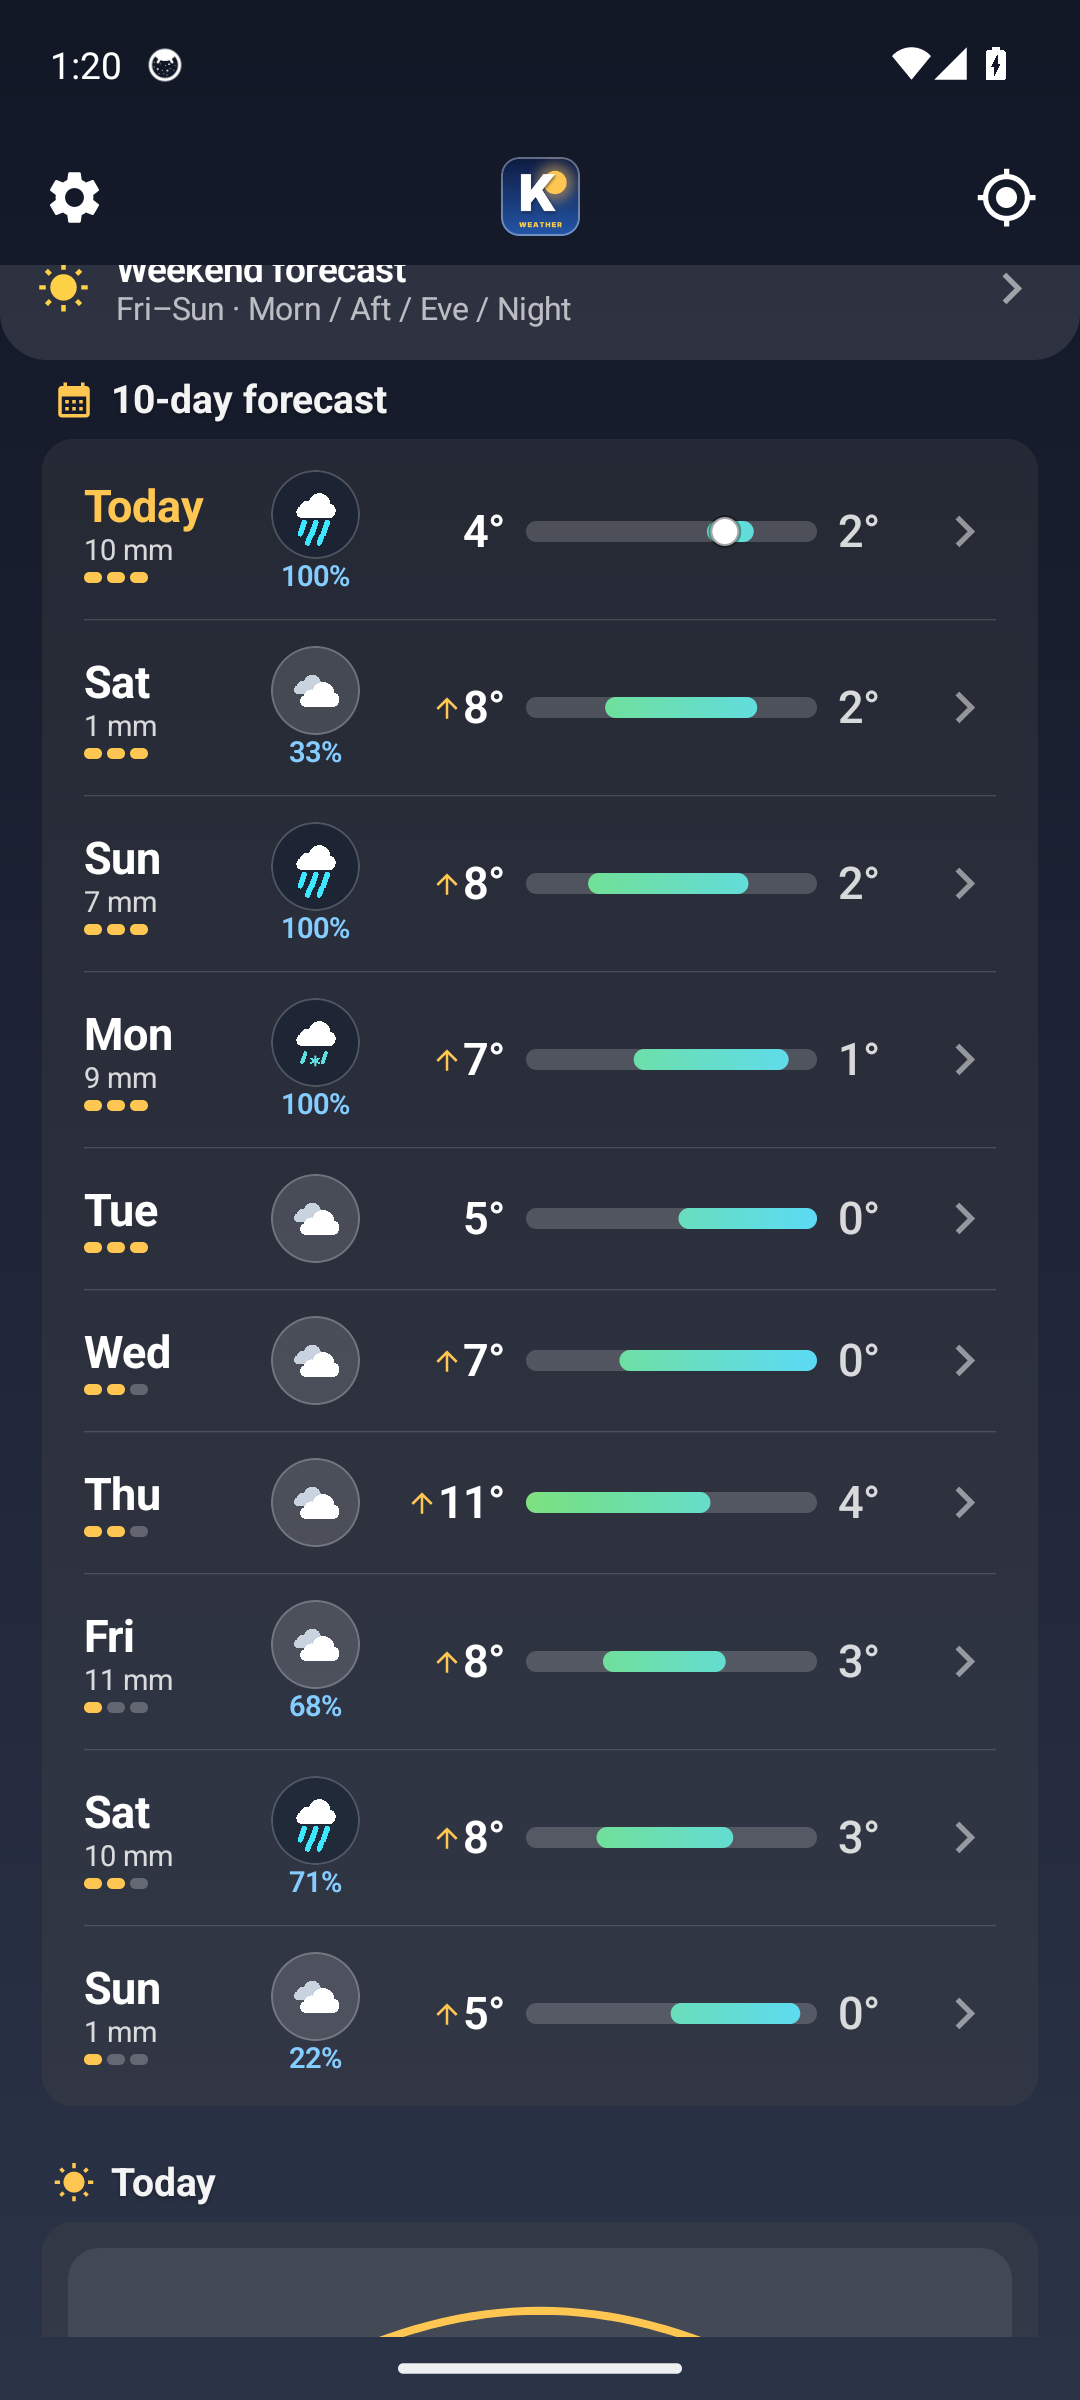 1:20
K
WEATHER
Weekend forecast
Fri–Sun · Morn / Aft / Eve / Night
10-day forecast
Today
10 mm
100%
4°
2°
Sat
1 mm
33%
↑8°
2°
Sun
7 mm
100%
↑8°
2°
Mon
9 mm
100%
↑7°
1°
Tue
5°
0°
Wed
↑7°
0°
Thu
↑11°
4°
Fri
11 mm
68%
↑8°
3°
Sat
10 mm
71%
↑8°
3°
Sun
1 mm
22%
↑5°
0°
Today